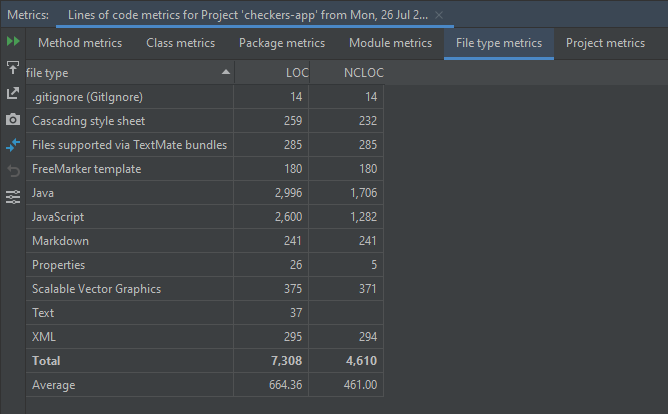 Metrics: Lines of code metrics for Project 'checkers-app' from Mon, 26 Jul 2...
Method metrics Class metrics Package metrics Module metrics File type metrics Project metrics
file type LOC NCLOC
.gitignore (GitIgnore) 14 14
Cascading style sheet 259 232
Files supported via TextMate bundles 285 285
FreeMarker template 180 180
Java 2,996 1,706
JavaScript 2,600 1,282
Markdown 241 241
Properties 26 5
Scalable Vector Graphics 375 371
Text 37
XML 295 294
Total 7,308 4,610
Average 664.36 461.00